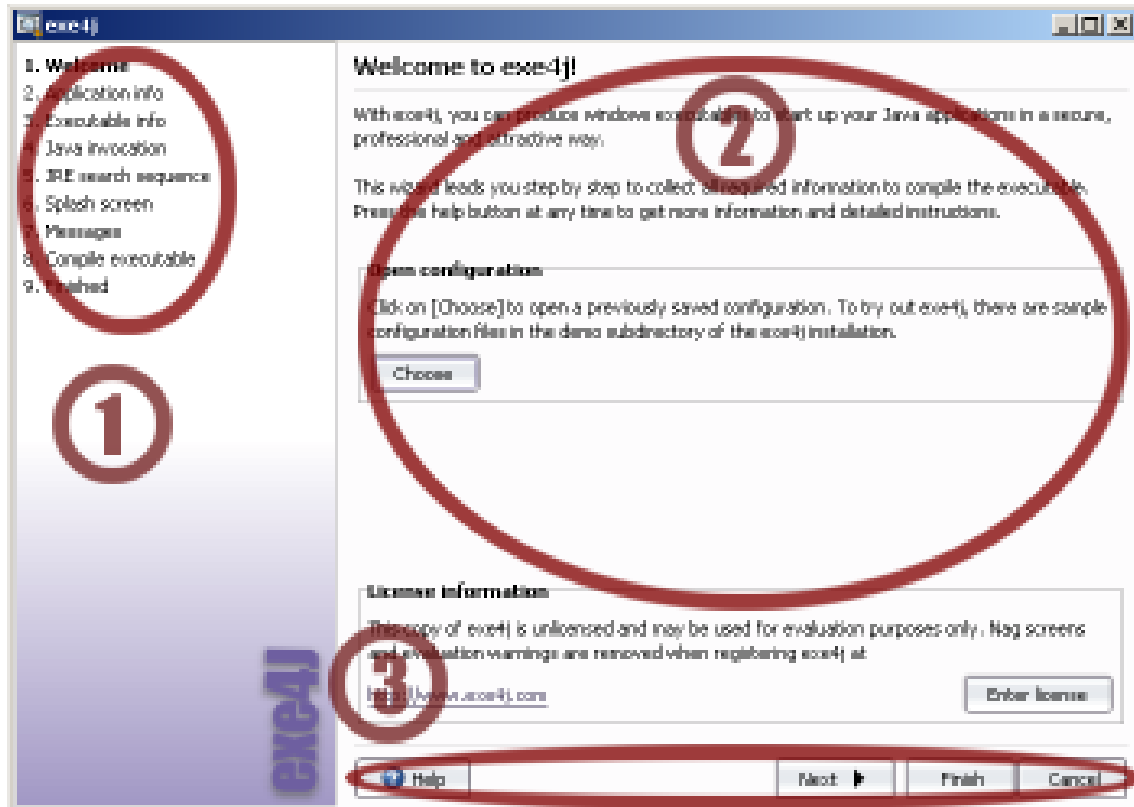 exe4j
1. Welcome
2. Application info
3. Executable info
4. Java invocation
5. JRE search sequence
6. Splash screen
7. Messages
8. Compile executable
9. Finished
1
exe4j
Welcome to exe4j!
2
With exe4j, you can produce windows executables to start up your Java applications in a secure,
professional and attractive way.
This wizard leads you step by step to collect all required information to compile the executable.
Press the help button at any time to get more information and detailed instructions.
Open configuration
Click on [Choose] to open a previously saved configuration. To try out exe4j, there are sample
configuration files in the demo subdirectory of the exe4j installation.
Choose
License information
This copy of exe4j is unlicensed and may be used for evaluation purposes only. Nag screens
and evaluation warnings are removed when registering exe4j at
3
http://www.exe4j.com
Enter license
Help
Next
Finish
Cancel